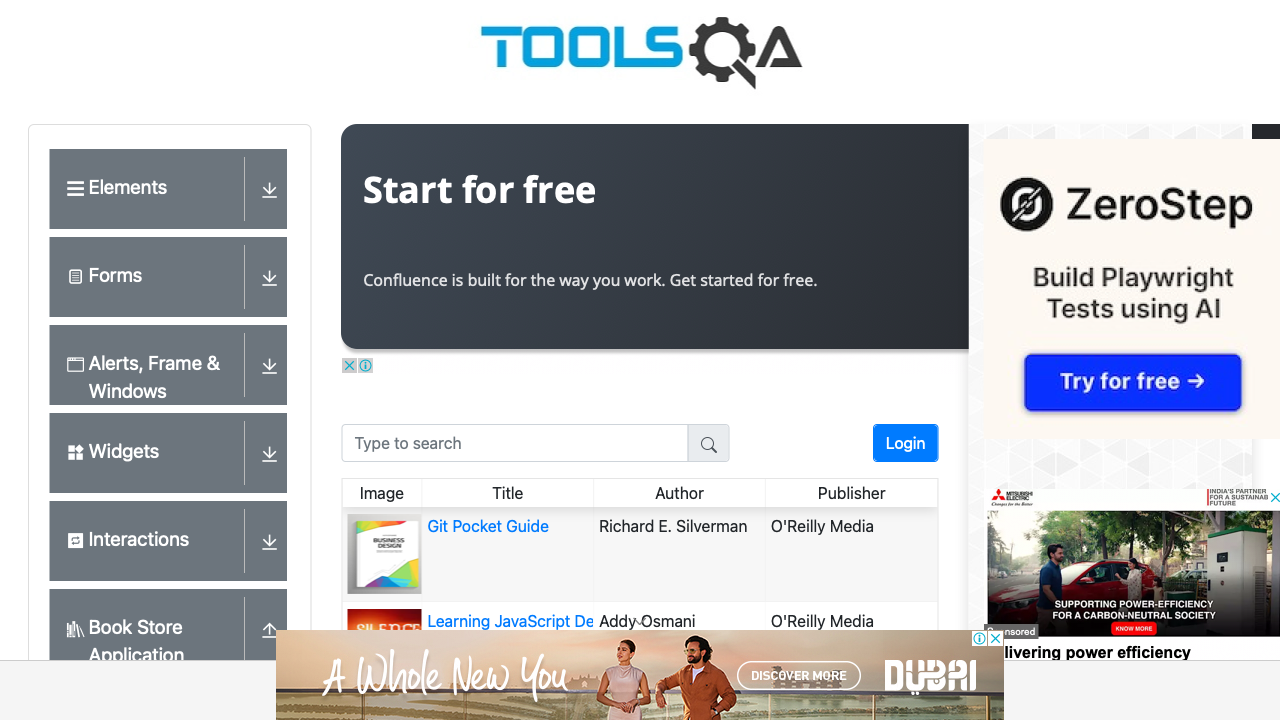 TOOLSQA
Elements
Forms
Alerts, Frame &
Windows
Widgets
Interactions
Book Store
Application
Start for free
Confluence is built for the way you work. Get started for free.
Type to search
Login
Image Title Author Publisher
BUSINESS
DESIGN
Git Pocket Guide Richard E. Silverman O'Reilly Media
Learning JavaScript De Addy Osmani O'Reilly Media
ZeroStep
Build Playwright
Tests using AI
Try for free →
MITSUBISHI
ELECTRIC
Changes for the Better
INDIA'S PARTNER
FOR A SUSTAINAB
FUTURE
SUPPORTING POWER-EFFICIENCY
FOR A CARBON-NEUTRAL SOCIETY
KNOW MORE
onsored
livering power efficiency
A Whole New You
DISCOVER MORE
DUBAI